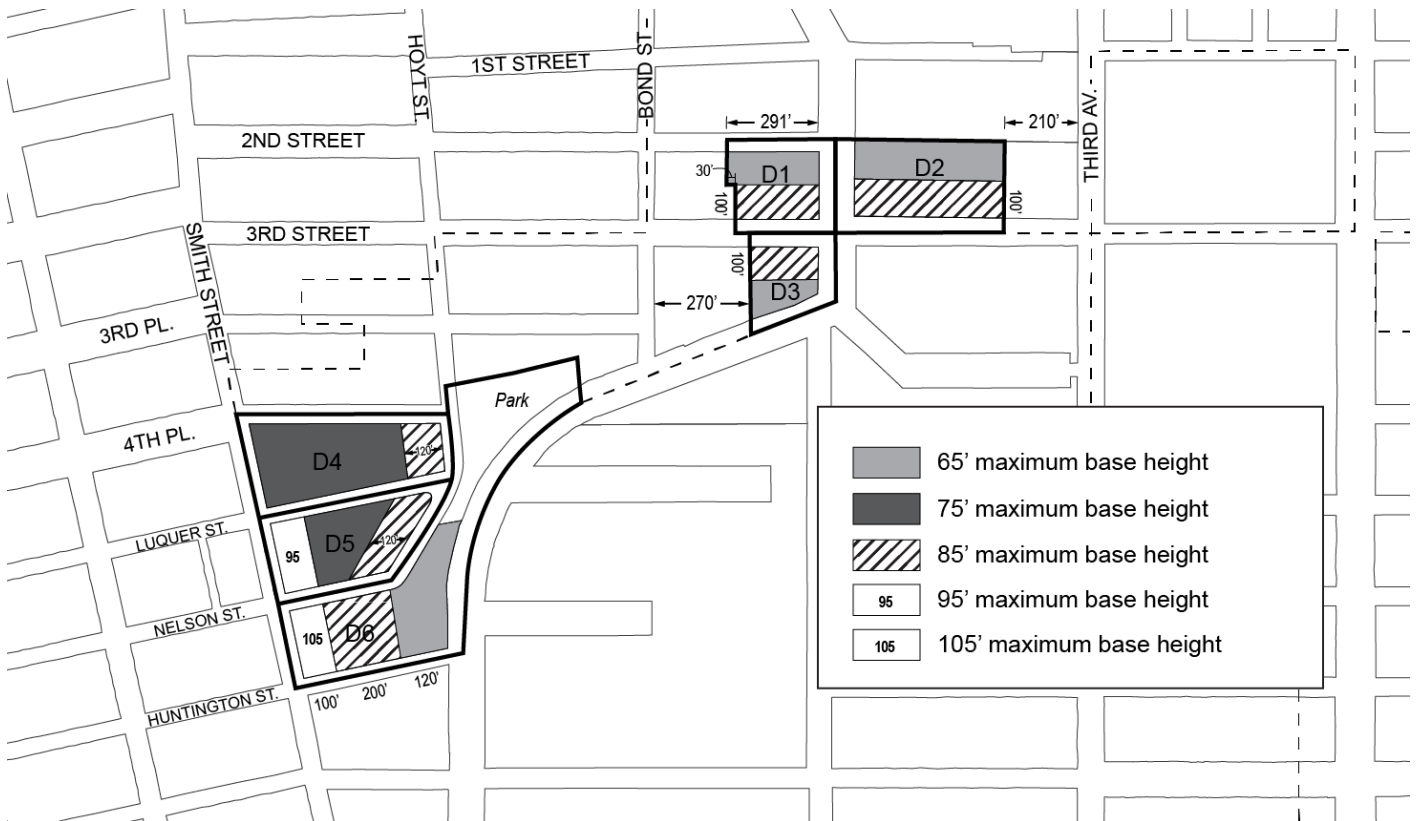 HOYT ST.
1ST STREET
BOND ST
THIRD AV.
2ND STREET
291’
210’
30’
D1
D2
100’
100’
3RD STREET
SMITH STREET
100’
D3
270’
3RD PL.
Park
4TH PL.
D4
120’
65’ maximum base height
75’ maximum base height
LUQUER ST.
95
D5
120’
85’ maximum base height
95
95’ maximum base height
NELSON ST.
105
D6
105
105’ maximum base height
HUNTINGTON ST.
100’
200’
120’